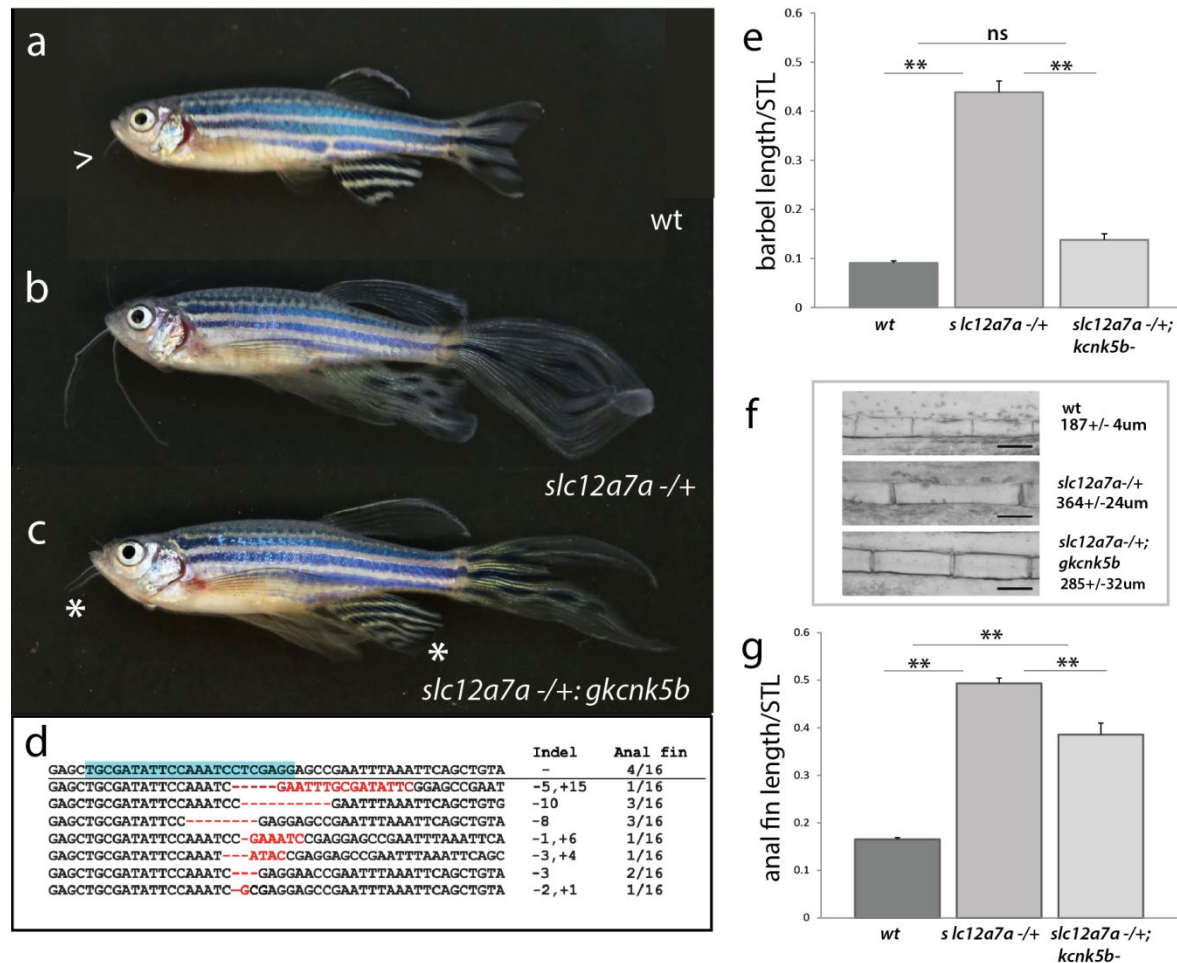 a
>
wt
b
slc12a7a -/+
c
*
*
slc12a7a -/+: gkcnk5b
d
Indel Anal fin
GAGCTGCGATATTCCAAATCCTCGAGGAGCCGAATTTAAATTCAGCTGTA - 4/16
GAGCTGCGATATTCCAAATC-----GAATTTGCGATATTCGGAGCCGAAT -5,+15 1/16
GAGCTGCGATATTCCAAATCC----------GAATTTAAATTCAGCTGTG -10 3/16
GAGCTGCGATATTCC--------GAGGAGCCGAATTTAAATTCAGCTGTA -8 3/16
GAGCTGCGATATTCCAAATCC-GAAATCCGAGGAGCCGAATTTAAATTCA -1,+6 1/16
GAGCTGCGATATTCCAAAT---ATACCGAGGAGCCGAATTTAAATTCAGC -3,+4 1/16
GAGCTGCGATATTCCAAATC---GAGGAACCGAATTTAAATTCAGCTGTA -3 2/16
GAGCTGCGATATTCCAAATC--GCGAGGAGCCGAATTTAAATTCAGCTGTA -2,+1 1/16
e
barbel length/STL
0.6
0.5
0.4
0.3
0.2
0.1
0
ns
** **
wt
s lc12a7a -/+
slc12a7a -/+;
kcnk5b-
f
wt
187+/- 4um
slc12a7a-/+
364+/-24um
slc12a7a-/+;
gkcnk5b
285+/-32um
g
anal fin length/STL
0.6
0.5
0.4
0.3
0.2
0.1
0
**
** **
wt
s lc12a7a -/+
slc12a7a -/+;
kcnk5b-